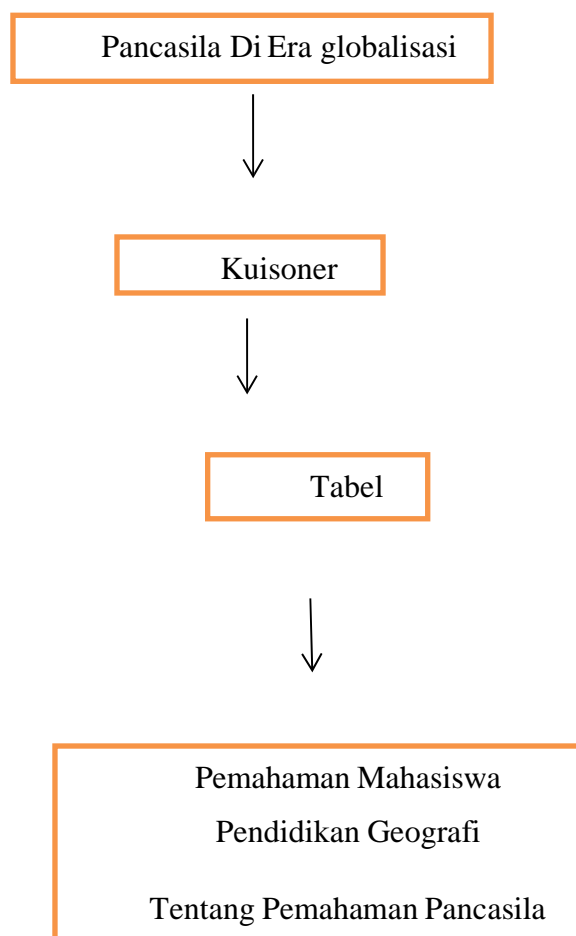 Pancasila Di Era globalisasi
Kuisoner
Tabel
Pemahaman Mahasiswa
Pendidikan Geografi
Tentang Pemahaman Pancasila